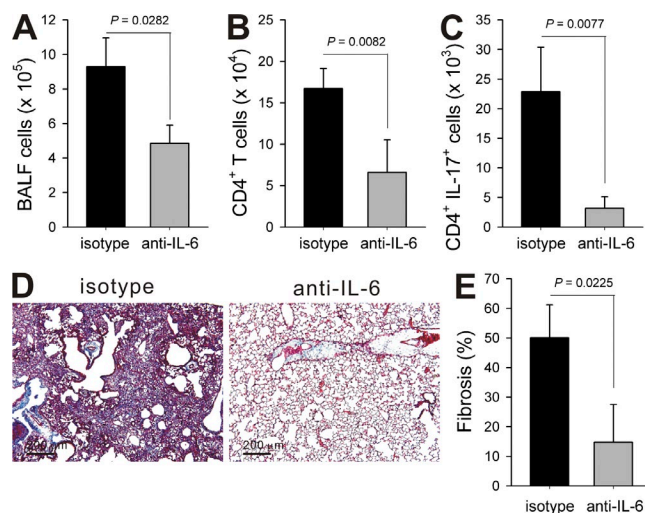 A
P = 0.0282
BALF cells (x 10⁵)
12
10
8
6
4
2
0
isotype
anti-IL-6
B
P = 0.0082
CD4⁺ T cells (x 10⁴)
25
20
15
10
5
0
isotype
anti-IL-6
C
P = 0.0077
CD4⁺ IL-17⁺ cells (x 10³)
35
30
25
20
15
10
5
0
isotype
anti-IL-6
D
isotype
200 μm
anti-IL-6
200 μm
E
P = 0.0225
Fibrosis (%)
70
60
50
40
30
20
10
0
isotype
anti-IL-6